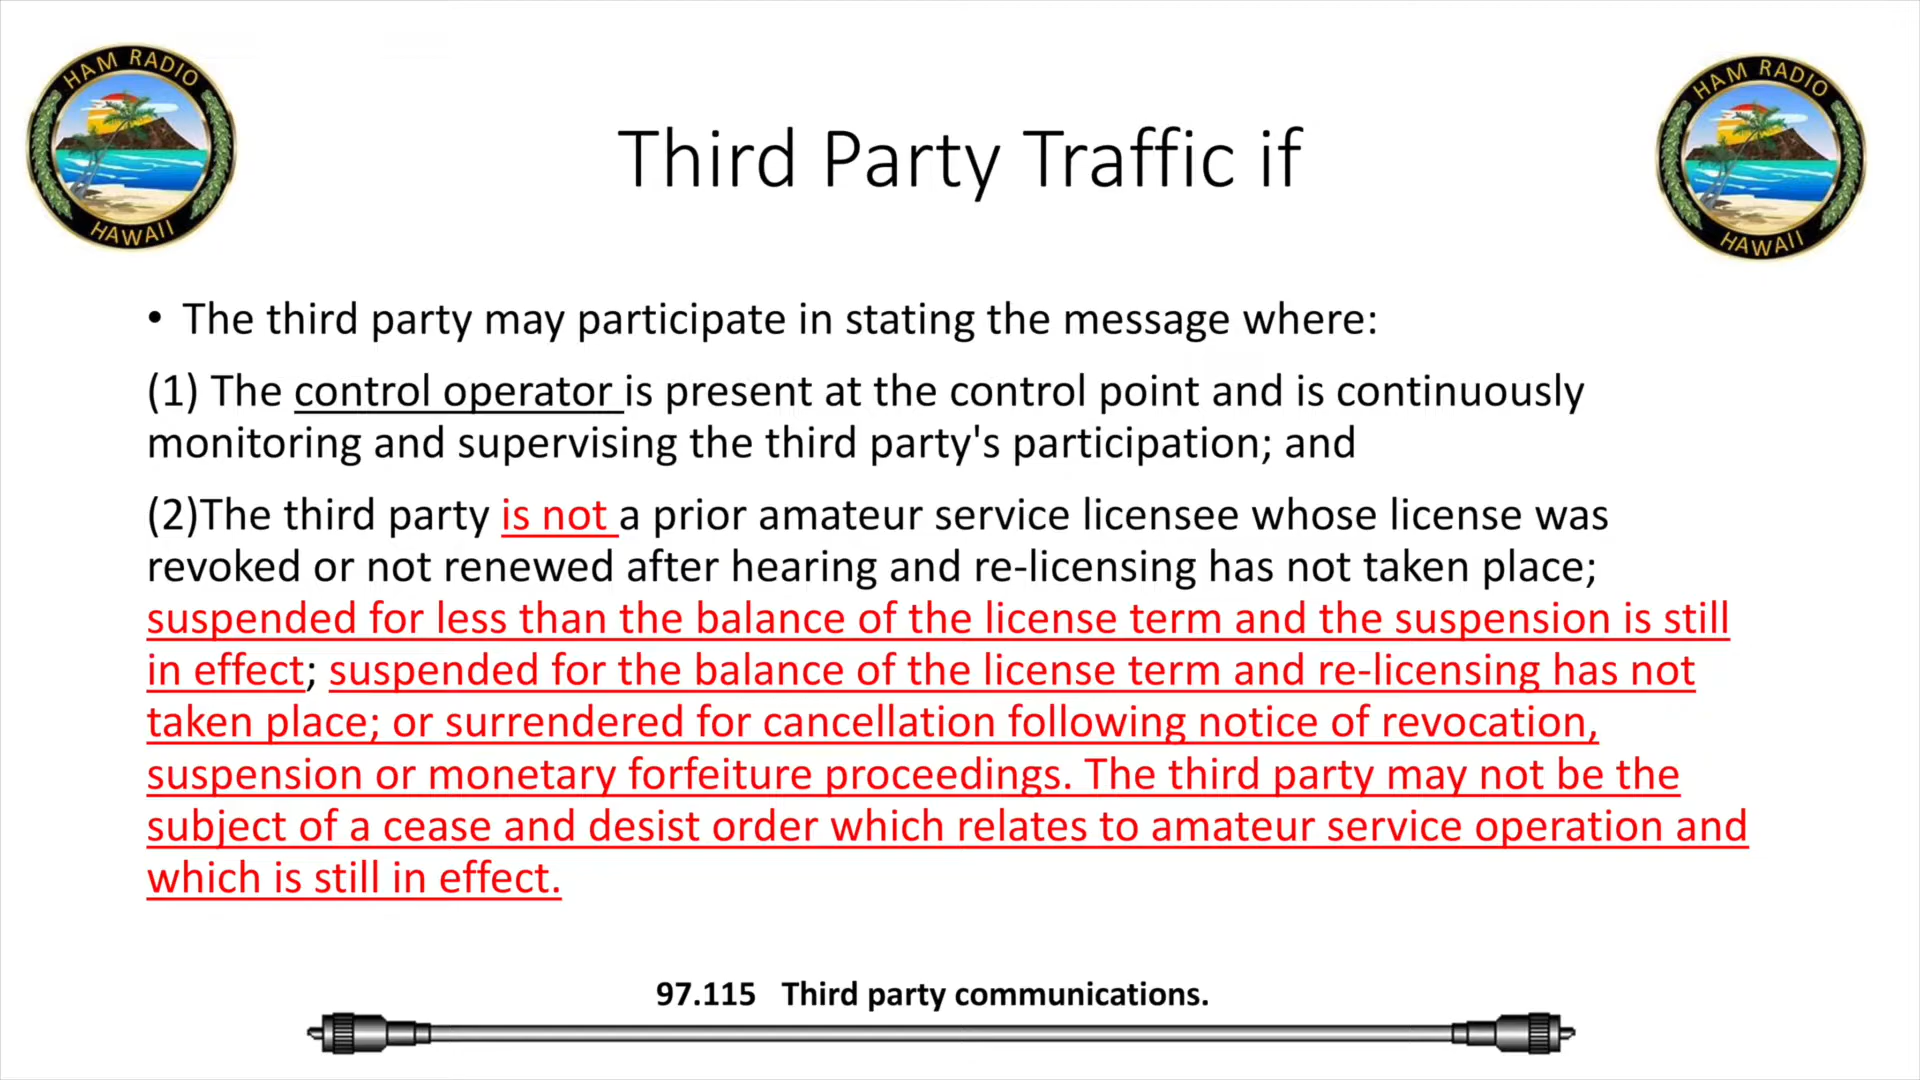 HAM RADIO
HAWAII
HAM RADIO
HAWAII
Third Party Traffic if
• The third party may participate in stating the message where:
(1) The control operator is present at the control point and is continuously
monitoring and supervising the third party's participation; and
(2)The third party is not a prior amateur service licensee whose license was
revoked or not renewed after hearing and re-licensing has not taken place;
suspended for less than the balance of the license term and the suspension is still
in effect; suspended for the balance of the license term and re-licensing has not
taken place; or surrendered for cancellation following notice of revocation,
suspension or monetary forfeiture proceedings. The third party may not be the
subject of a cease and desist order which relates to amateur service operation and
which is still in effect.
97.115 Third party communications.